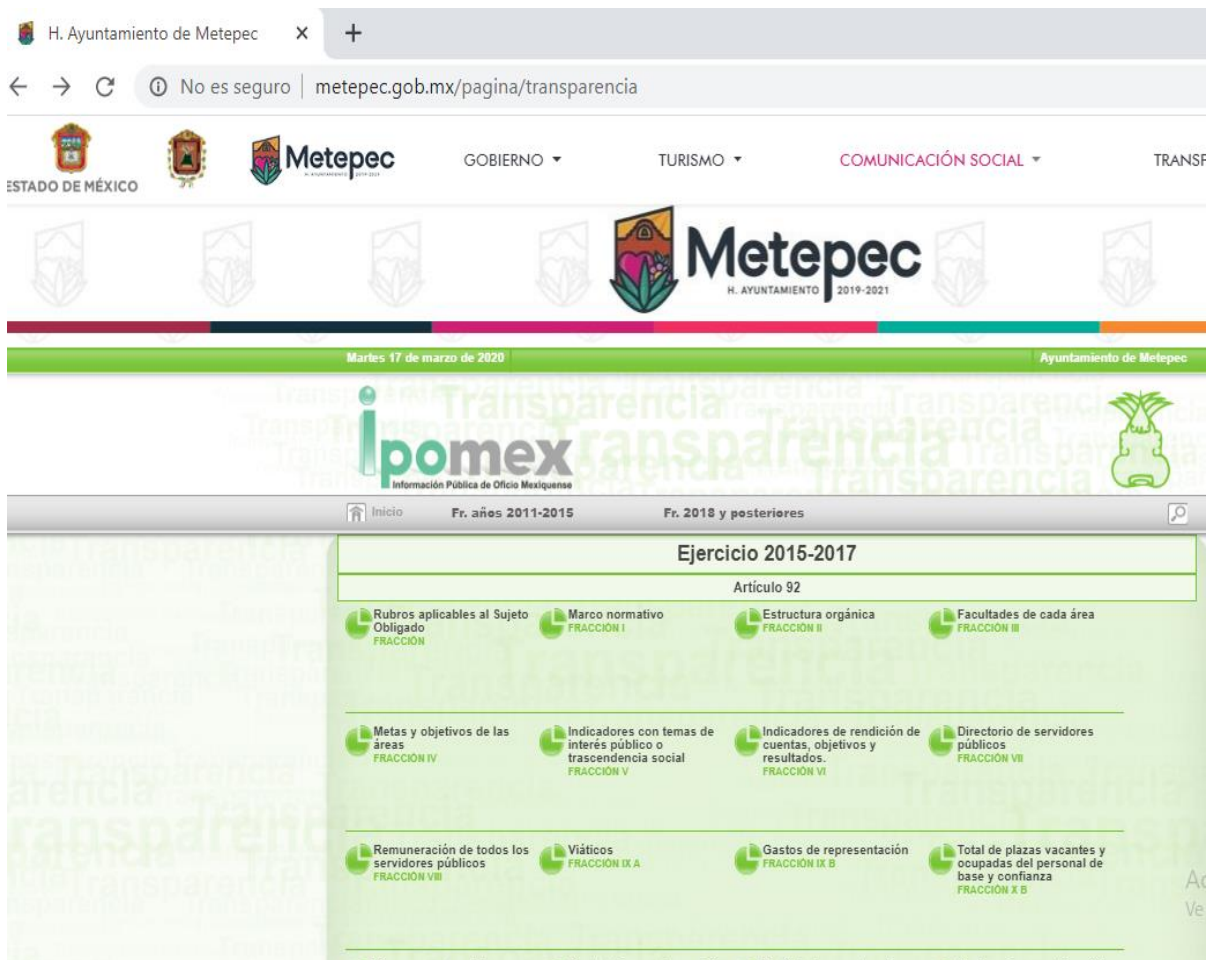 H. Ayuntamiento de Metepec
No es seguro | metepec.gob.mx/pagina/transparencia
ESTADO DE MÉXICO
Metepec
GOBIERNO
TURISMO
COMUNICACIÓN SOCIAL
TRANSP
Metepec
H. AYUNTAMIENTO 2019-2021
Martes 17 de marzo de 2020
Ayuntamiento de Metepec
Transparencia
ipomex
Información Pública de Oficio Mexiquense
Inicio
Fr. años 2011-2015
Fr. 2018 y posteriores
Ejercicio 2015-2017
Artículo 92
Rubros aplicables al Sujeto
Obligado
FRACCIÓN
Marco normativo
FRACCIÓN I
Estructura orgánica
FRACCIÓN II
Facultades de cada área
FRACCIÓN III
Metas y objetivos de las
áreas
FRACCIÓN IV
Indicadores con temas de
interés público o
trascendencia social
FRACCIÓN V
Indicadores de rendición de
cuentas, objetivos y
resultados.
FRACCIÓN VI
Directorio de servidores
públicos
FRACCIÓN VII
Remuneración de todos los
servidores públicos
FRACCIÓN VIII
Viáticos
FRACCIÓN IX A
Gastos de representación
FRACCIÓN IX B
Total de plazas vacantes y
ocupadas del personal de
base y confianza
FRACCIÓN X B
Ac
Ve